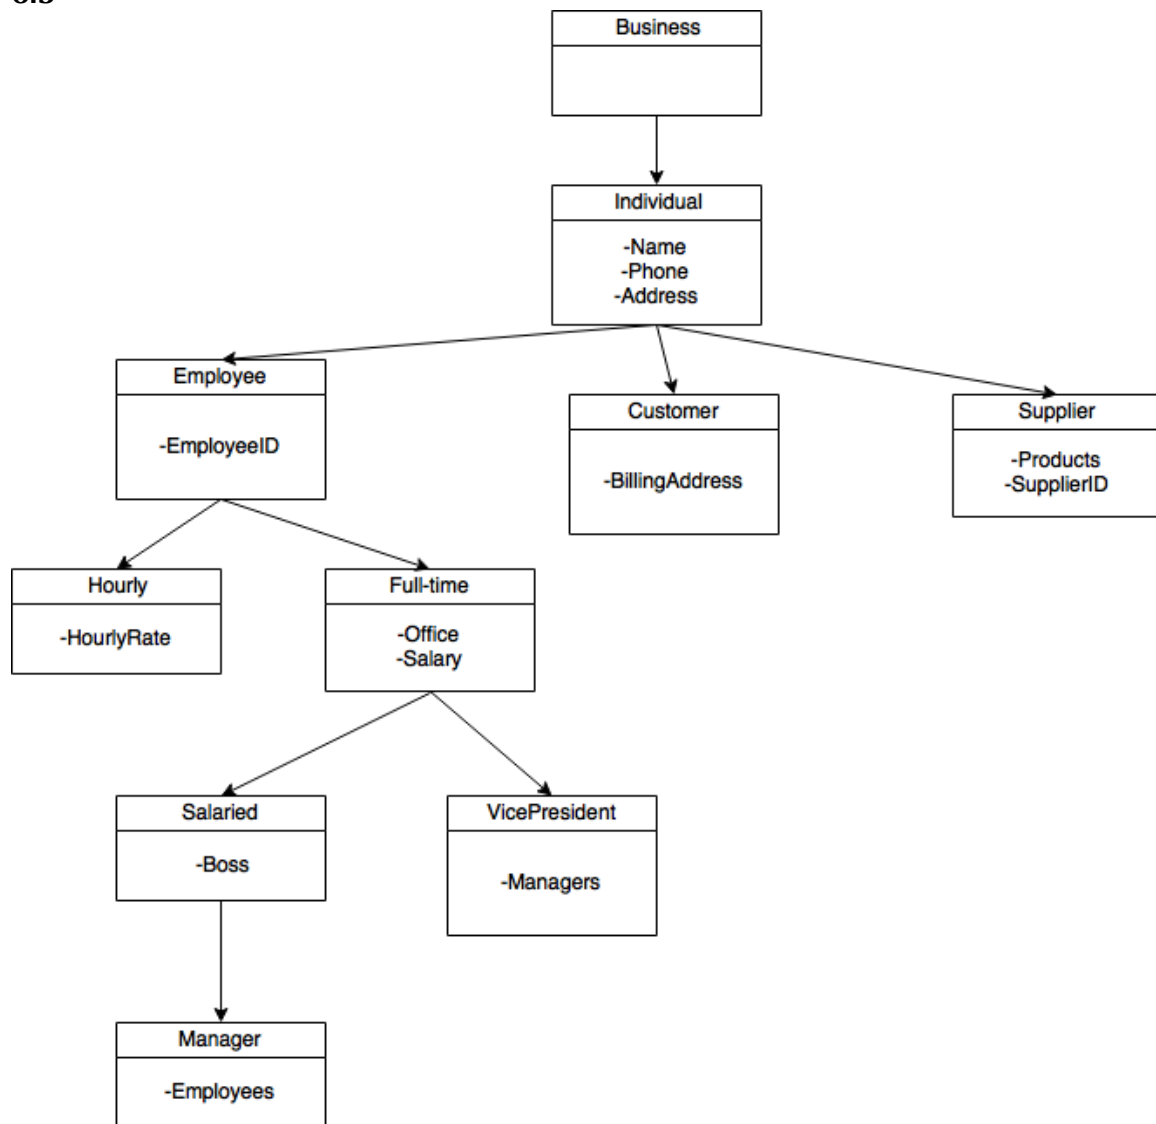 Business
Individual
-Name
-Phone
-Address
Employee
-EmployeeID
Customer
-BillingAddress
Supplier
-Products
-SupplierID
Hourly
-HourlyRate
Full-time
-Office
-Salary
Salaried
-Boss
VicePresident
-Managers
Manager
-Employees